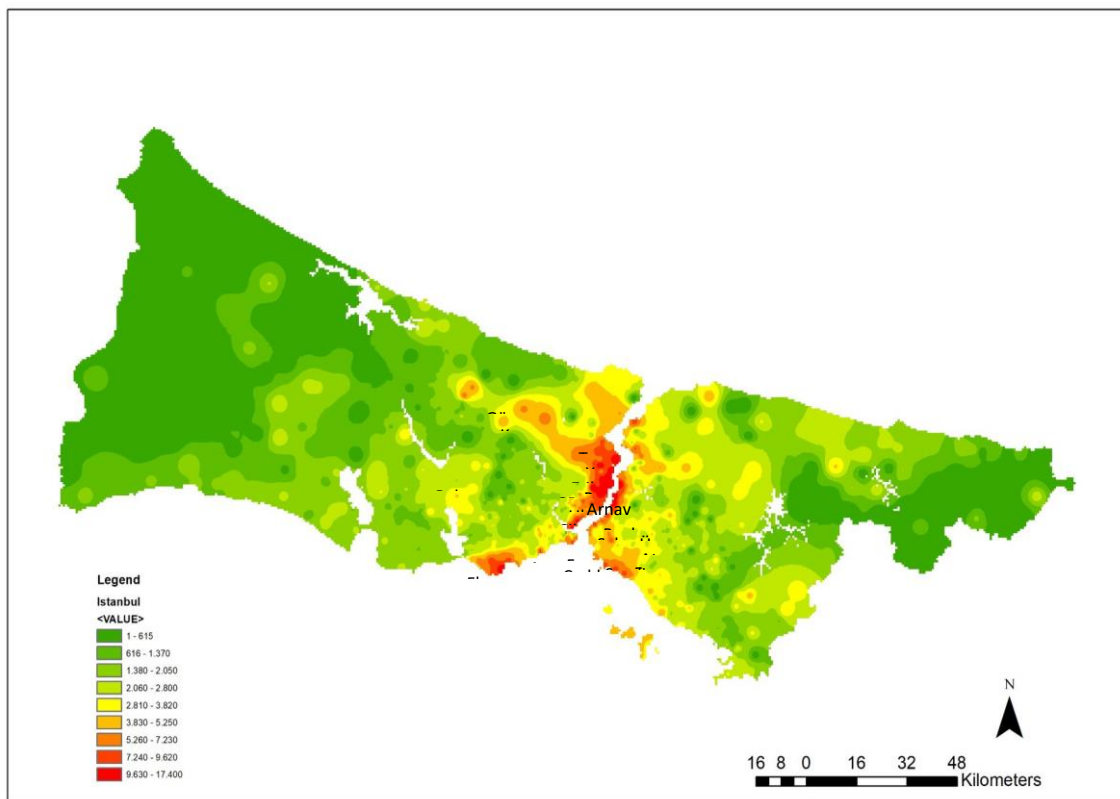 Arnav
Legend
Istanbul
<VALUE>
1 - 615
616 - 1.370
1.380 - 2.050
2.060 - 2.800
2.810 - 3.820
3.830 - 5.250
5.260 - 7.230
7.240 - 9.620
9.630 - 17.400
N
16 8 0 16 32 48
Kilometers